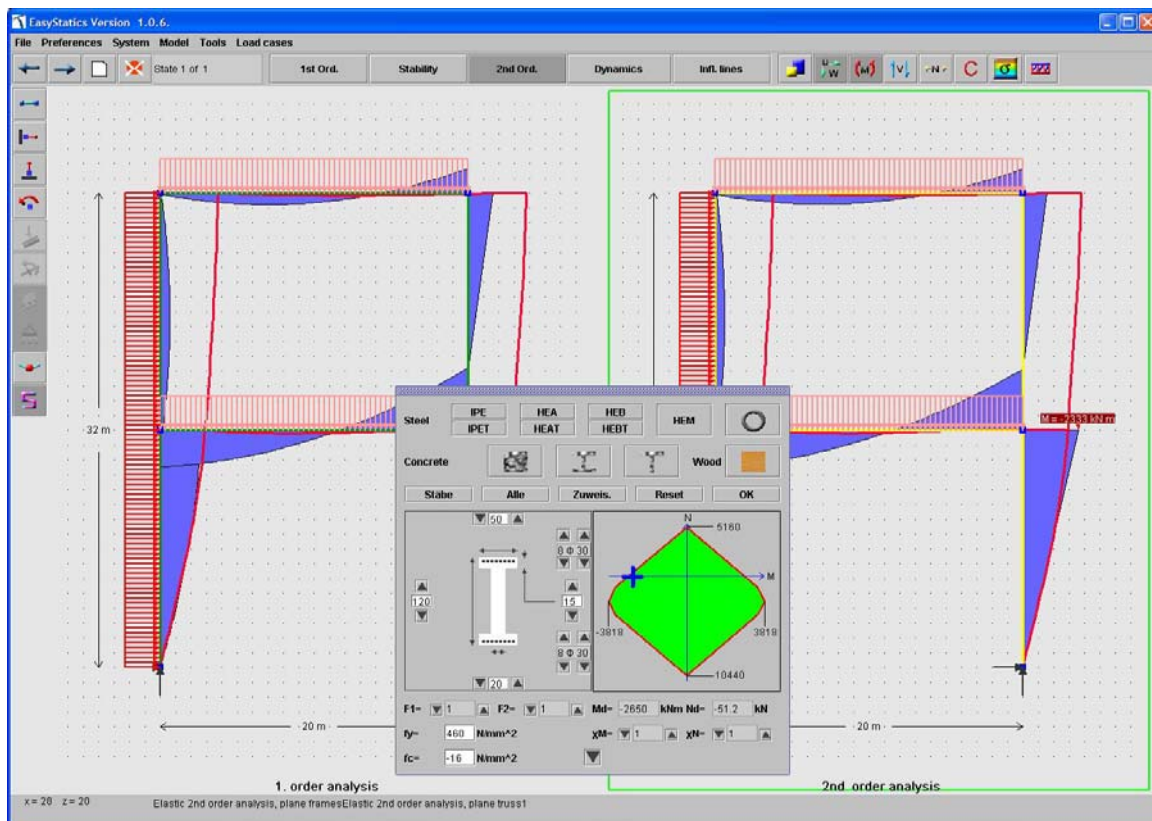 EasyStatics Version 1.0.6.
File Preferences System Model Tools Load cases
State 1 of 1 1st Ord. Stability 2nd Ord. Dynamics Infl. lines
U W (M) V N C σ
32 m
M = -2333 kN m
Steel IPE HEA HEB HEM
IPET HEAT HEBT
Concrete Wood
Stäbe Alle Zuweis. Reset OK
50
8 Φ 30
120
15
8 Φ 30
20
N
5160
M
-3818 3818
10440
F1= 1 F2= 1 Md= -2650 kNm Nd= -51.2 kN
fy= 460 N/mm^2 χM= 1 χN= 1
fc= -16 N/mm^2
20 m 20 m
1. order analysis 2nd order analysis
x = 20 z = 20 Elastic 2nd order analysis, plane framesElastic 2nd order analysis, plane truss1